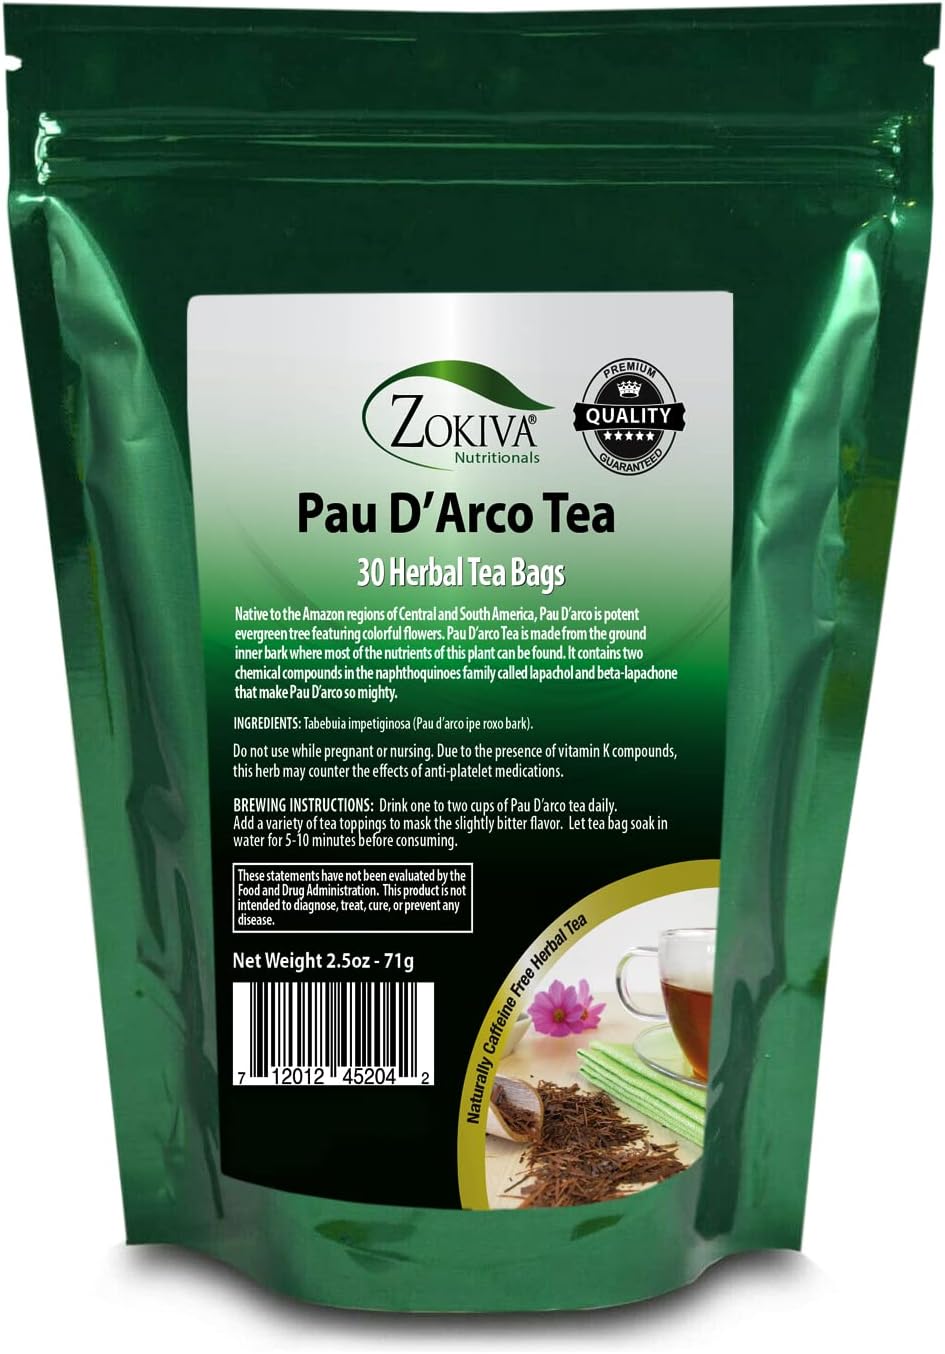 ZOKIVA®
Nutritionals
PREMIUM
QUALITY
GUARANTEED
Pau D'Arco Tea
30 Herbal Tea Bags
Native to the Amazon regions of Central and South America, Pau D'arco is potent
evergreen tree featuring colorful flowers. Pau D'arco Tea is made from the ground
inner bark where most of the nutrients of this plant can be found. It contains two
chemical compounds in the naphthoquinoes family called lapachol and beta-lapachone
that make Pau D'arco so mighty.
INGREDIENTS: Tabebuia impetiginosa (Pau d'arco ipe roxo bark).
Do not use while pregnant or nursing. Due to the presence of vitamin K compounds,
this herb may counter the effects of anti-platelet medications.
BREWING INSTRUCTIONS: Drink one to two cups of Pau D'arco tea daily.
Add a variety of tea toppings to mask the slightly bitter flavor. Let tea bag soak in
water for 5-10 minutes before consuming.
These statements have not been evaluated by the
Food and Drug Administration. This product is not
intended to diagnose, treat, cure, or prevent any
disease.
Net Weight 2.5oz - 71g
7 12012 45204 2
Naturally Caffeine Free Herbal Tea